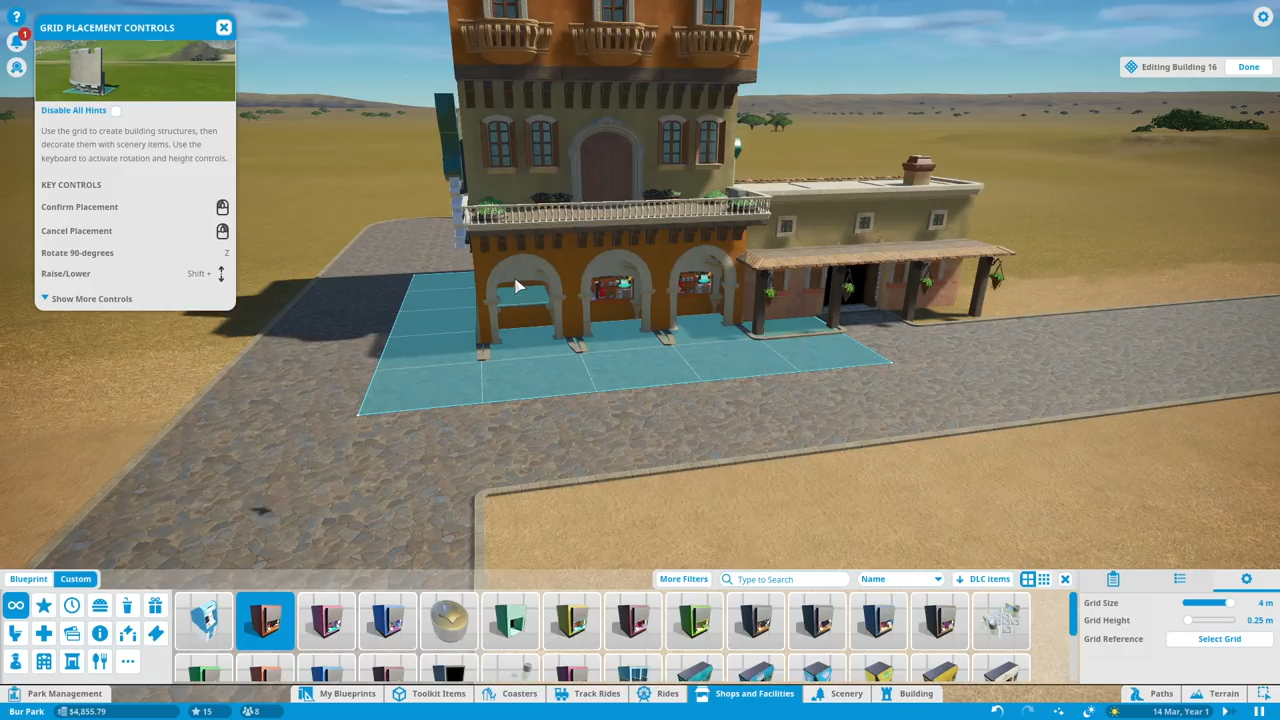 ?
GRID PLACEMENT CONTROLS
1
Disable All Hints
Use the grid to create building structures, then
decorate them with scenery items. Use the
keyboard to activate rotation and height controls.
KEY CONTROLS
Confirm Placement
Cancel Placement
Rotate 90-degrees Z
Raise/Lower Shift +
Show More Controls
Editing Building 16 Done
Blueprint Custom More Filters Type to Search Name DLC items
Grid Size 4 m
Grid Height 0.25 m
Grid Reference Select Grid
Park Management My Blueprints Toolkit Items Coasters Track Rides Rides Shops and Facilities Scenery Building Paths Terrain
Bur Park $4,855.79 15 8 14 Mar, Year 1